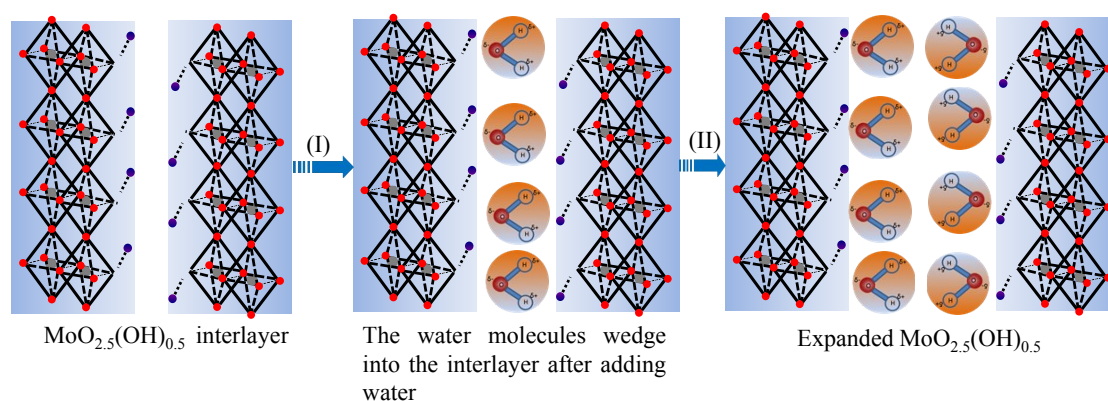 (I)
(II)
MoO2.5(OH)0.5 interlayer
The water molecules wedge
into the interlayer after adding
water
Expanded MoO2.5(OH)0.5